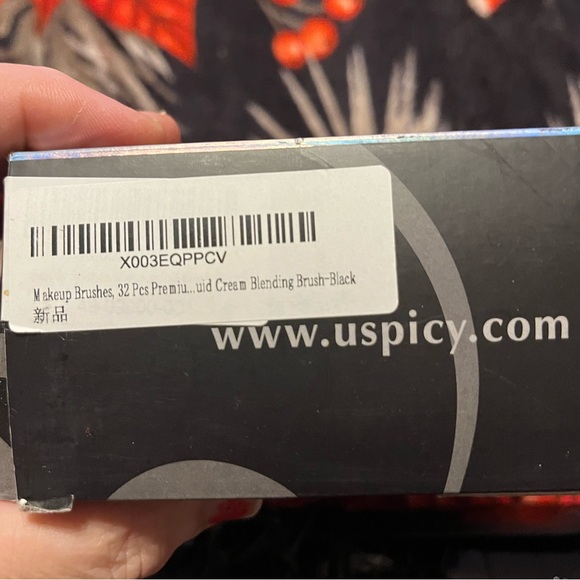 X003EQPPCV
Makeup Brushes, 32 Pcs Premiu...uid Cream Blending Brush-Black
新品
www.uspicy.com